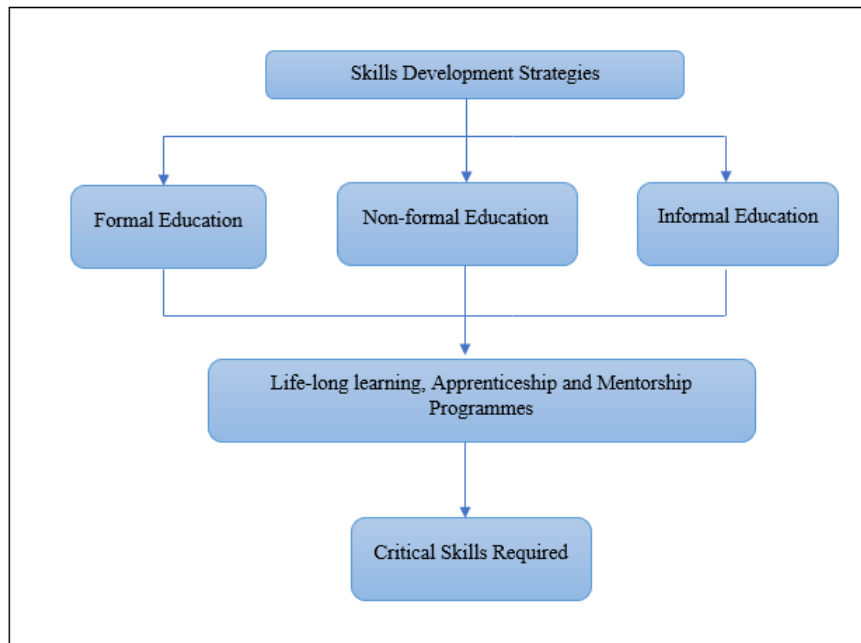 Skills Development Strategies
Formal Education
Non-formal Education
Informal Education
Life-long learning, Apprenticeship and Mentorship
Programmes
Critical Skills Required